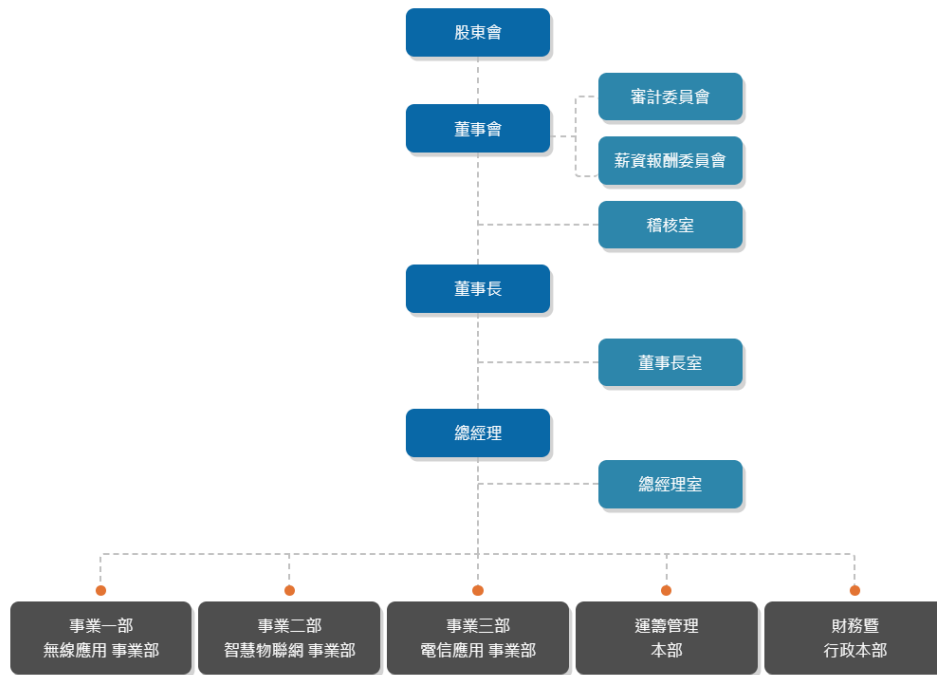 股東會
董事會
審計委員會
薪資報酬委員會
稽核室
董事長
董事長室
總經理
總經理室
事業一部
無線應用 事業部
事業二部
智慧物聯網 事業部
事業三部
電信應用 事業部
運籌管理
本部
財務暨
行政本部